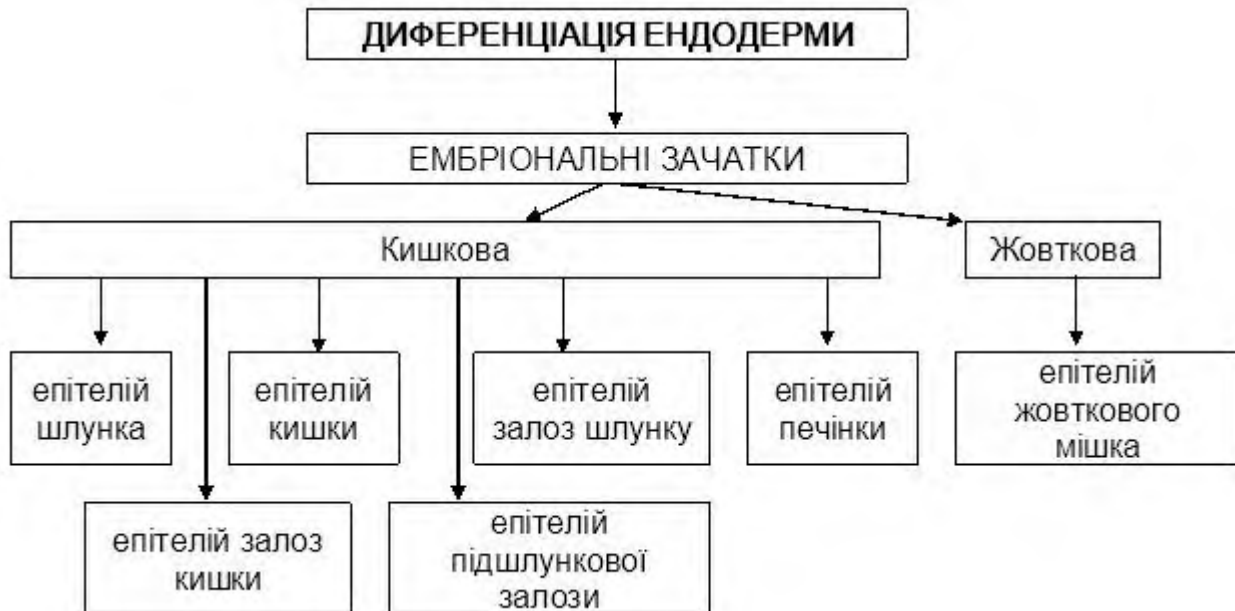 ДИФЕРЕНЦІАЦІЯ ЕНДОДЕРМИ
ЕМБРІОНАЛЬНІ ЗАЧАТКИ
Кишкова
Жовткова
епітелій
шлунка
епітелій
кишки
епітелій
залоз шлунку
епітелій
печінки
епітелій
жовткового
мішка
епітелій залоз
кишки
епітелій
підшлункової
залози